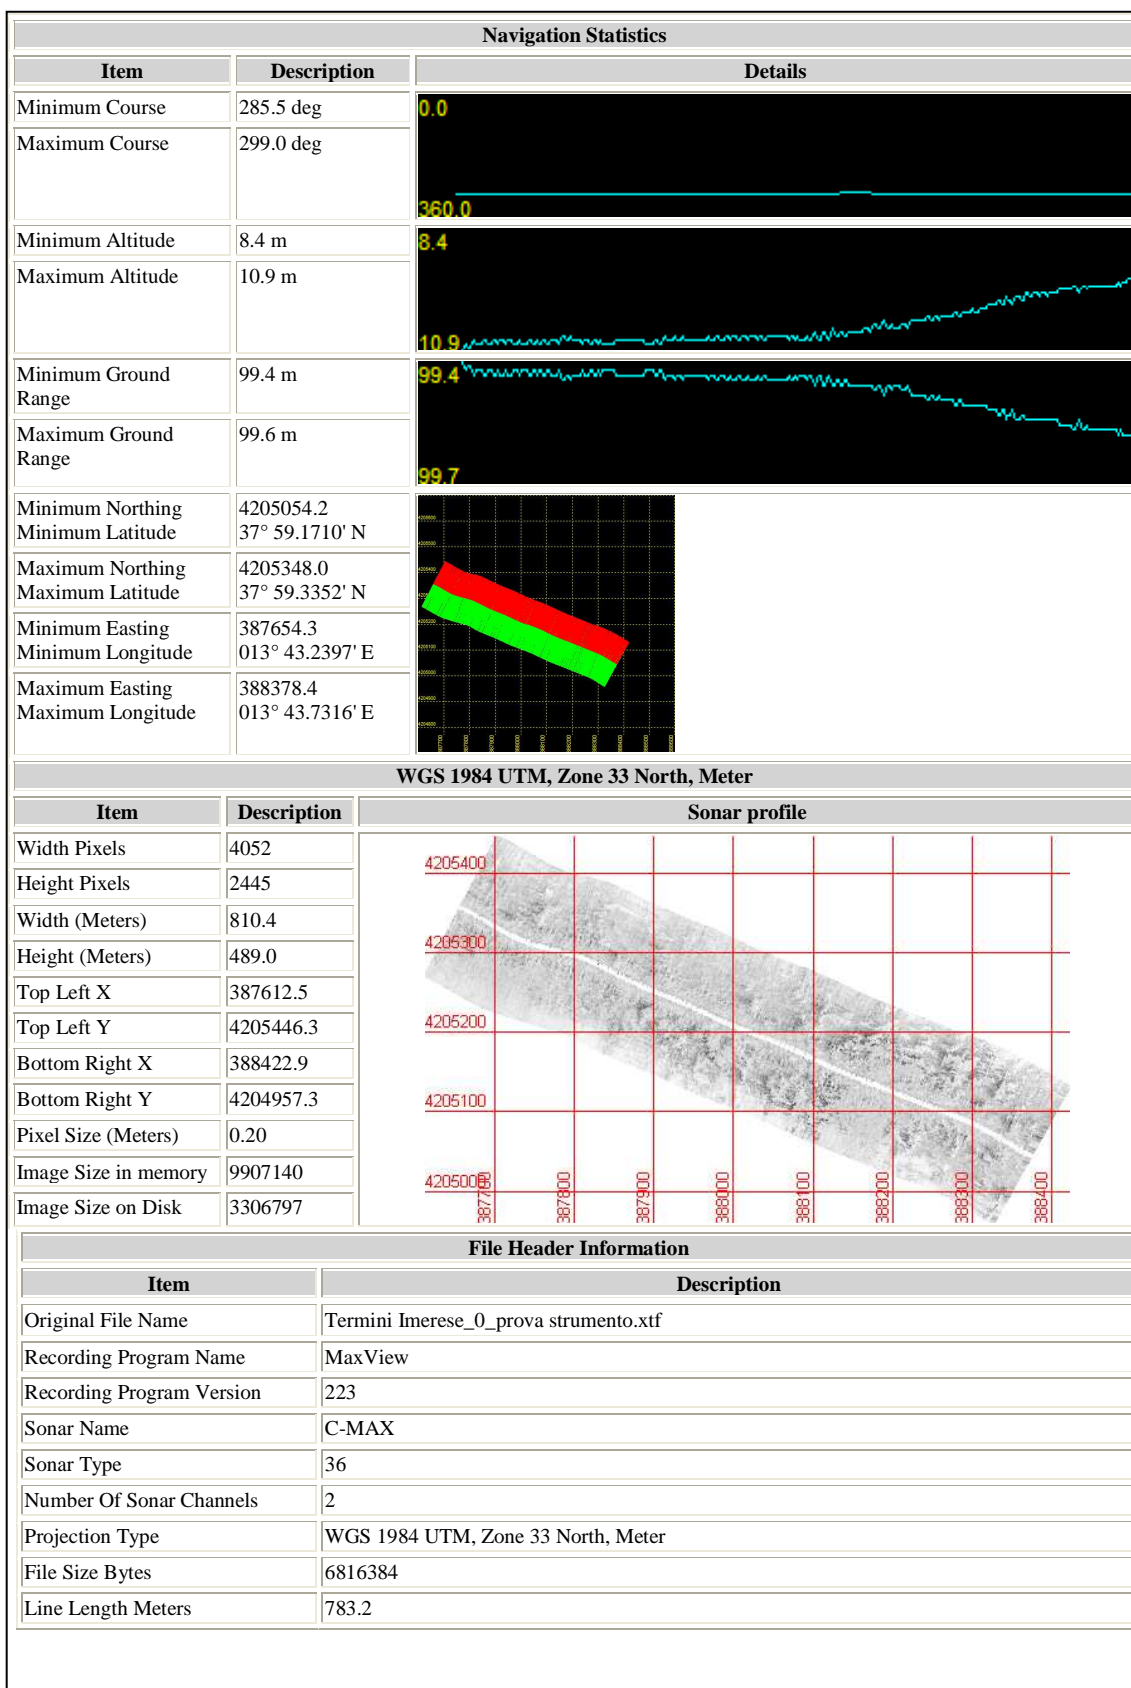 Navigation Statistics
Item Description Details
Minimum Course 285.5 deg
0.0
Maximum Course 299.0 deg
360.0
Minimum Altitude 8.4 m
8.4
Maximum Altitude 10.9 m
10.9
Minimum Ground
Range
99.4 m
99.4
Maximum Ground
Range
99.6 m
99.7
Minimum Northing 4205054.2
Minimum Latitude 37° 59.1710' N
Maximum Northing 4205348.0
Maximum Latitude 37° 59.3352' N
Minimum Easting 387654.3
Minimum Longitude 013° 43.2397' E
Maximum Easting 388378.4
Maximum Longitude 013° 43.7316' E
WGS 1984 UTM, Zone 33 North, Meter
Item Description Sonar profile
Width Pixels 4052
Height Pixels 2445
Width (Meters) 810.4
Height (Meters) 489.0
Top Left X 387612.5
Top Left Y 4205446.3
Bottom Right X 388422.9
Bottom Right Y 4204957.3
Pixel Size (Meters) 0.20
Image Size in memory 9907140
Image Size on Disk 3306797
4205400
4205300
4205200
4205100
4205000
387700
387800
387900
388000
388100
388200
388300
388400
File Header Information
Item Description
Original File Name Termini Imerese_0_prova strumento.xtf
Recording Program Name MaxView
Recording Program Version 223
Sonar Name C-MAX
Sonar Type 36
Number Of Sonar Channels 2
Projection Type WGS 1984 UTM, Zone 33 North, Meter
File Size Bytes 6816384
Line Length Meters 783.2